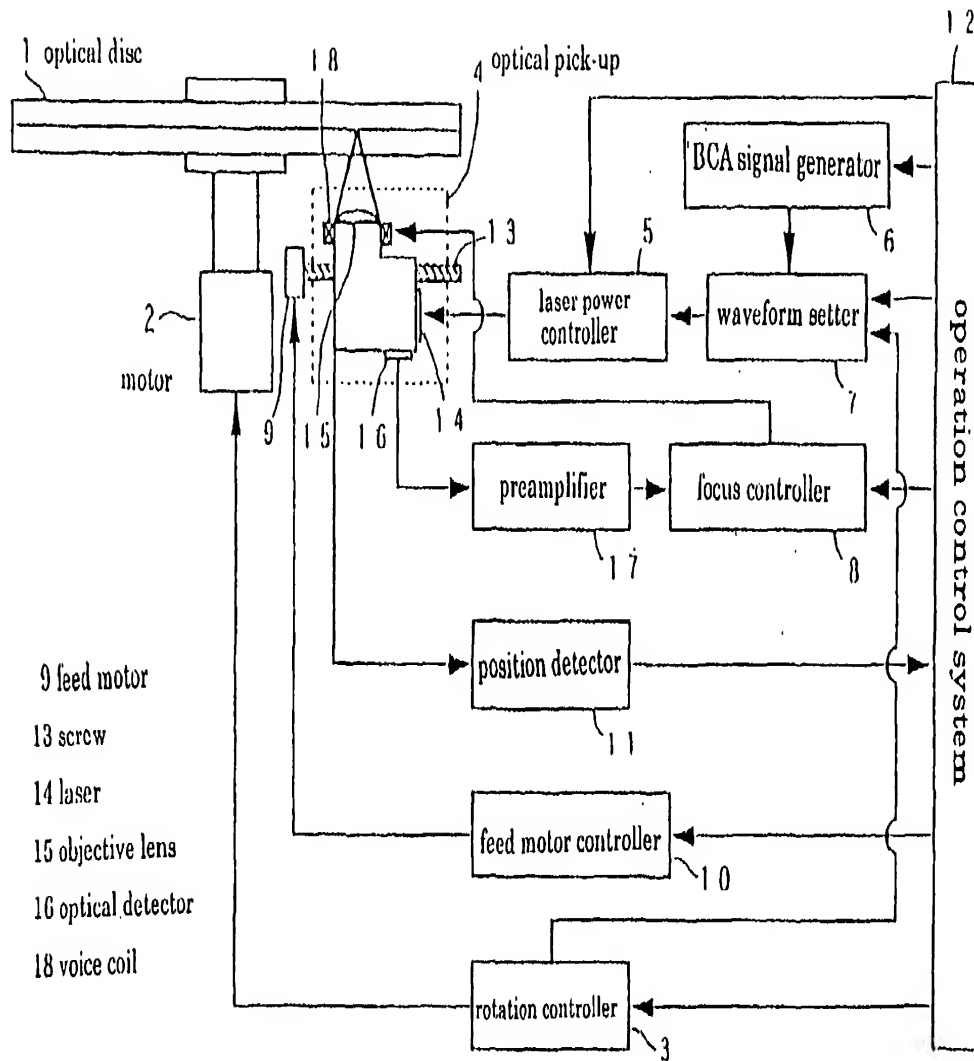 1 2
1 optical disc
1 8
4 optical pick-up
BCA signal generator
6
1 3
5
laser power
controller
waveform setter
7
2
motor
9
1 5
1 6
1 4
preamplifier
1 7
focus controller
8
operation control system
position detector
1 1
9 feed motor
13 screw
14 laser
15 objective lens
16 optical detector
18 voice coil
feed motor controller
1 0
rotation controller
3